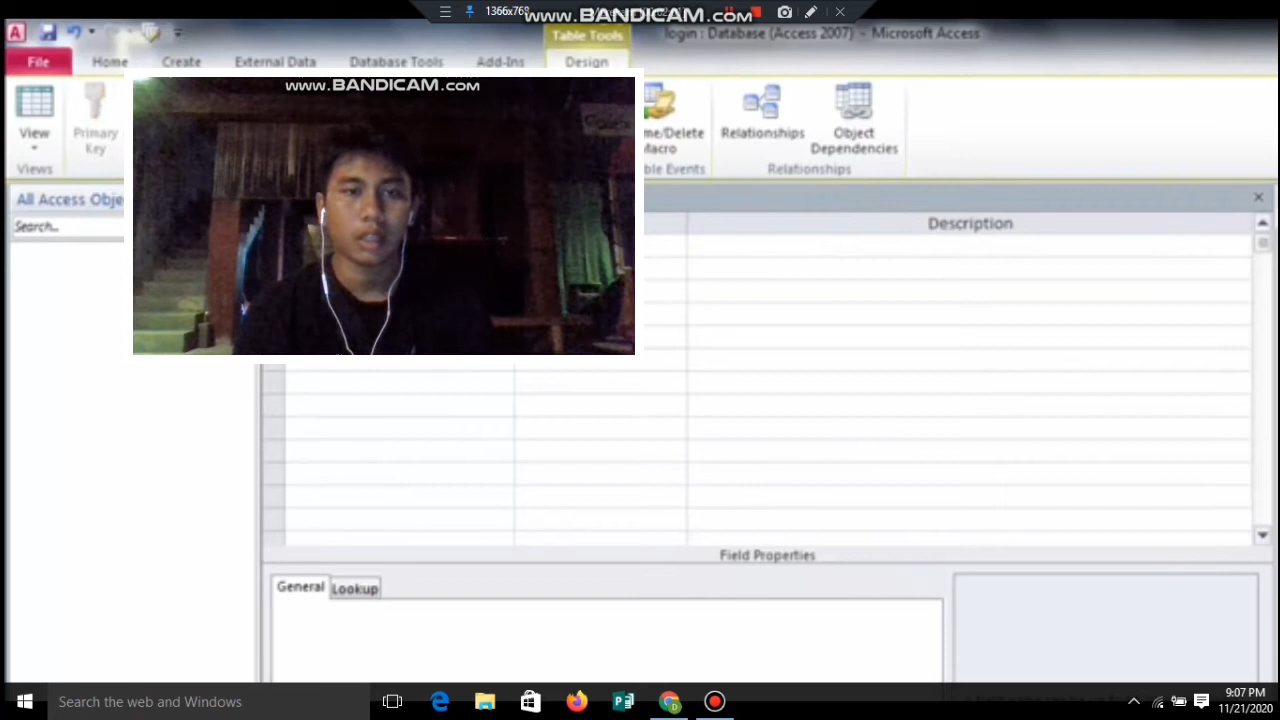 1366x768
www.BANDICAM.com
login : Database (Access 2007) - Microsoft Access
Table Tools
File
Home
Create
External Data
Database Tools
Add-Ins
Design
www.BANDICAM.com
View
Primary
Key
me/Delete
Macro
Relationships
Object
Dependencies
Views
ble Events
Relationships
All Access Obje
Search...
Description
Field Properties
General
Lookup
Search the web and Windows
9:07 PM
11/21/2020